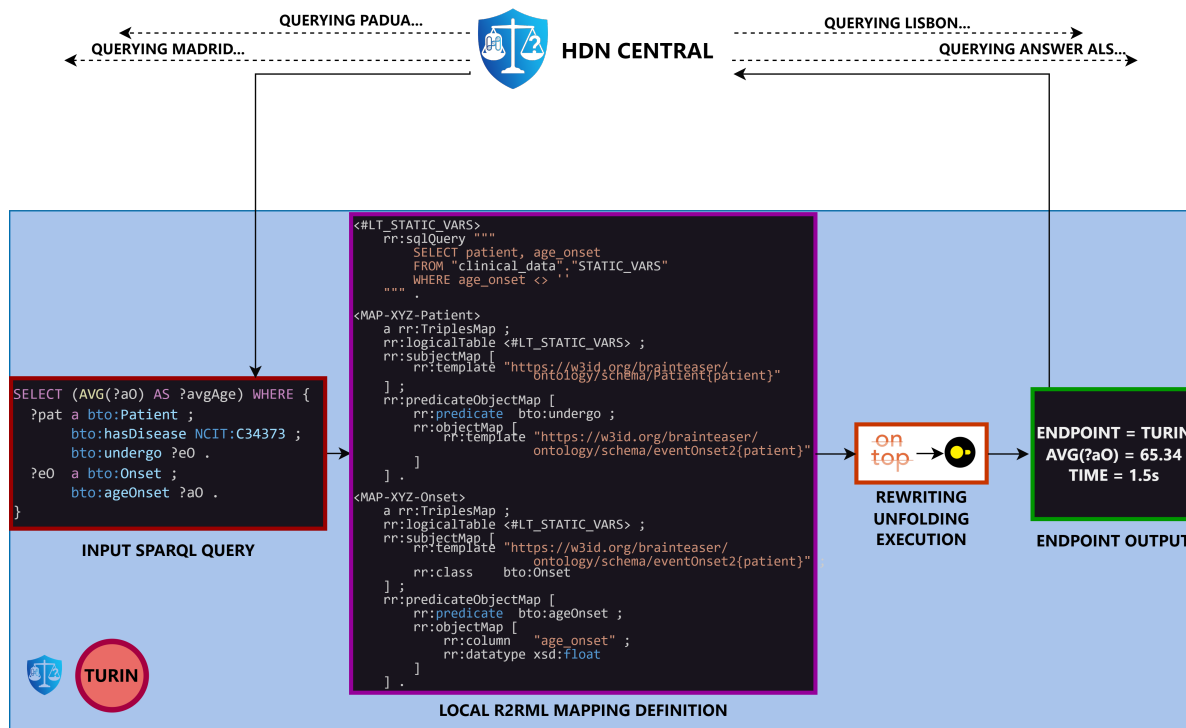 QUERYING PADUA...
QUERYING LISBON...
QUERYING MADRID...
QUERYING ANSWER ALS...
HDN CENTRAL
SELECT (AVG(?aO) AS ?avgAge) WHERE {
?pat a bto:Patient ;
bto:hasDisease NCIT:C34373 ;
bto:undergo ?eO .
?eO a bto:Onset ;
bto:ageOnset ?aO .
}
INPUT SPARQL QUERY
<#LT_STATIC_VARS>
rr:sqlQuery """
SELECT patient, age_onset
FROM "clinical_data"."STATIC_VARS"
WHERE age_onset <> ''
""" .
<MAP-XYZ-Patient>
a rr:TriplesMap ;
rr:logicalTable <#LT_STATIC_VARS> ;
rr:subjectMap [
rr:template "https://w3id.org/brainteaser/
ontology/schema/Patient{patient}"
] ;
rr:predicateObjectMap [
rr:predicate bto:undergo ;
rr:objectMap [
rr:template "https://w3id.org/brainteaser/
ontology/schema/eventOnset2{patient}"
]
] .
<MAP-XYZ-Onset>
a rr:TriplesMap ;
rr:logicalTable <#LT_STATIC_VARS> ;
rr:subjectMap [
rr:template "https://w3id.org/brainteaser/
ontology/schema/eventOnset2{patient}" ;
rr:class bto:Onset
] ;
rr:predicateObjectMap [
rr:predicate bto:ageOnset ;
rr:objectMap [
rr:column "age_onset" ;
rr:datatype xsd:float
]
] .
LOCAL R2RML MAPPING DEFINITION
on
top
REWRITING
UNFOLDING
EXECUTION
ENDPOINT = TURIN
AVG(?aO) = 65.34
TIME = 1.5s
ENDPOINT OUTPUT
TURIN